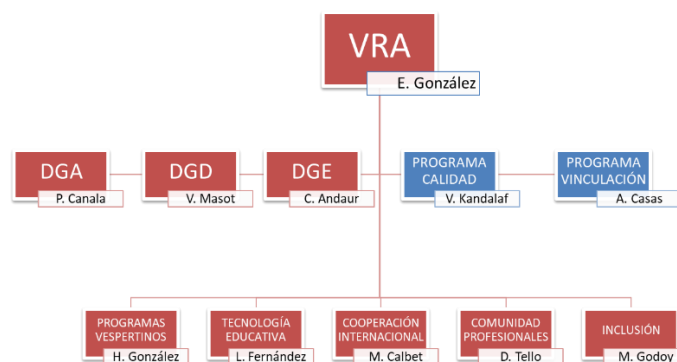 VRA
E. González
DGA
P. Canala
DGD
V. Masot
DGE
C. Andaur
PROGRAMA
CALIDAD
V. Kandalaf
PROGRAMA
VINCULACIÓN
A. Casas
PROGRAMAS
VESPERTINOS
H. González
TECNOLOGÍA
EDUCATIVA
L. Fernández
COOPERACIÓN
INTERNACIONAL
M. Calbet
COMUNIDAD
PROFESIONALES
D. Tello
INCLUSIÓN
M. Godoy